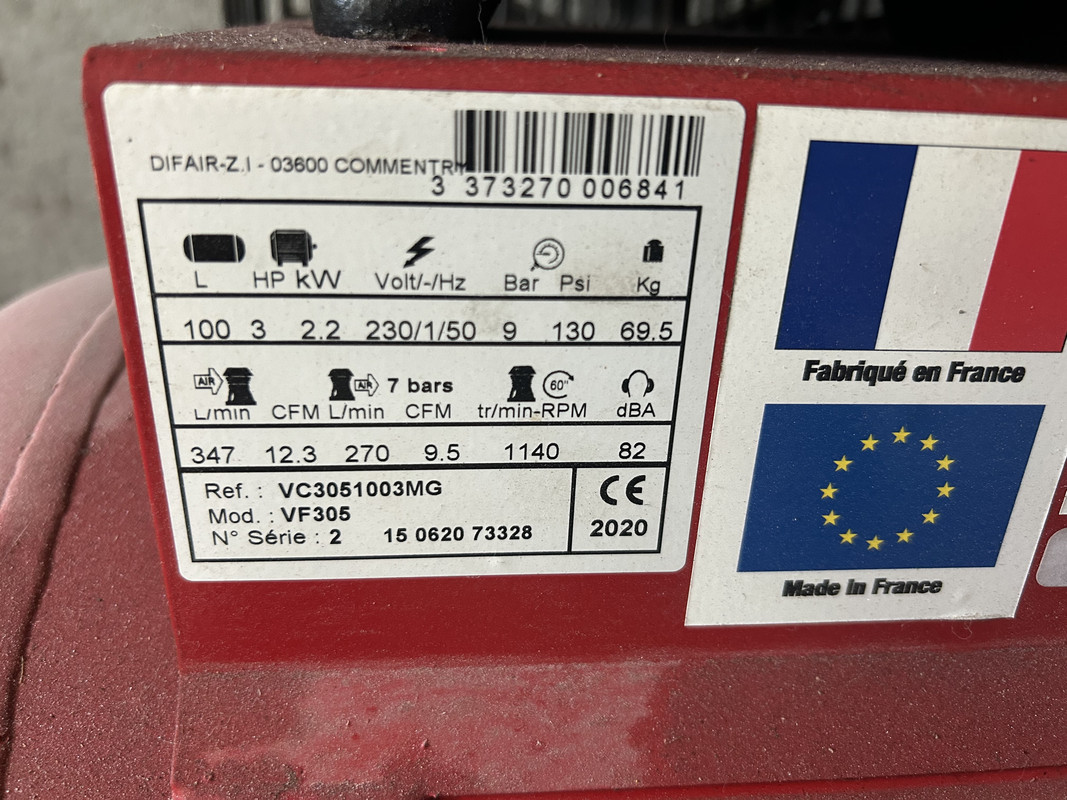 DIFAIR-Z.I - 03600 COMMENTRY
3 373270 006841
L HP kW Volt/-/Hz Bar Psi Kg
100 3 2.2 230/1/50 9 130 69.5
AIR AIR 7 bars 60"
L/min CFM L/min CFM tr/min-RPM dBA
347 12.3 270 9.5 1140 82
Ref. : VC3051003MG
Mod. : VF305
N° Série : 2 15 0620 73328
CE
2020
Fabriqué en France
Made in France